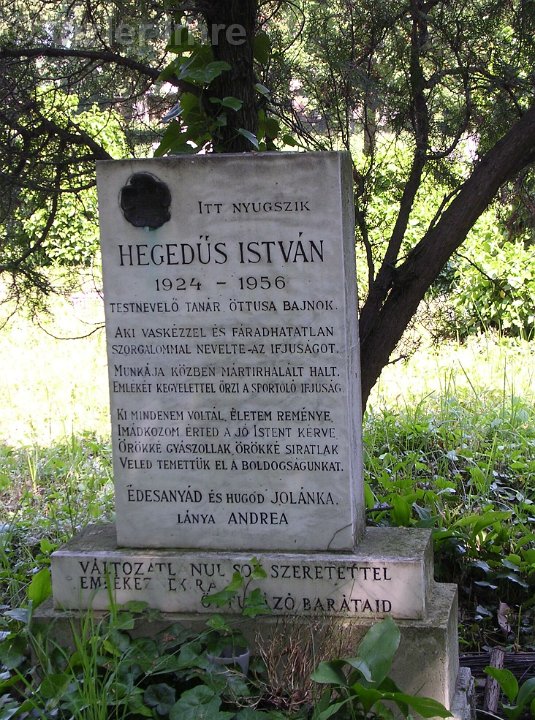 ITT NYUGSZIK
HEGEDŰS ISTVÁN
1924 - 1956
TESTNEVELŐ TANÁR ÖTTUSA BAJNOK.
AKI VASKÉZZEL ÉS FÁRADHATATLAN
SZORGALOMMAL NEVELTE-AZ IFJUSÁGOT.
MUNKÁJA KÖZBEN MÁRTIRHALÁLT HALT.
EMLÉKÉT KEGYELETTEL ŐRZI A SPORTOLÓ IFJUSÁG.
KI MINDENEM VOLTÁL, ÉLETEM REMÉNYE,
IMÁDKOZOM ÉRTED A JÓ ISTENT KÉRVE.
ÖRÖKKÉ GYÁSZOLLAK, ÖRÖKKÉ SIRATLAK
VELED TEMETTÜK EL A BOLDOGSÁGUNKAT.
ÉDESANYÁD ÉS HUGOD JOLÁNKA.
LÁNYA ANDREA
SZERETETTEL
BARÁTAID